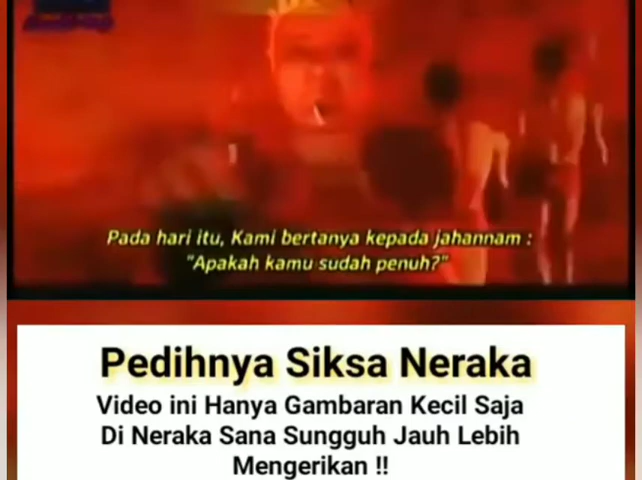 Pada hari itu, Kami bertanya kepada jahannam :
"Apakah kamu sudah penuh?"
Pedihnya Siksa Neraka
Video ini Hanya Gambaran Kecil Saja
Di Neraka Sana Sungguh Jauh Lebih
Mengerikan !!